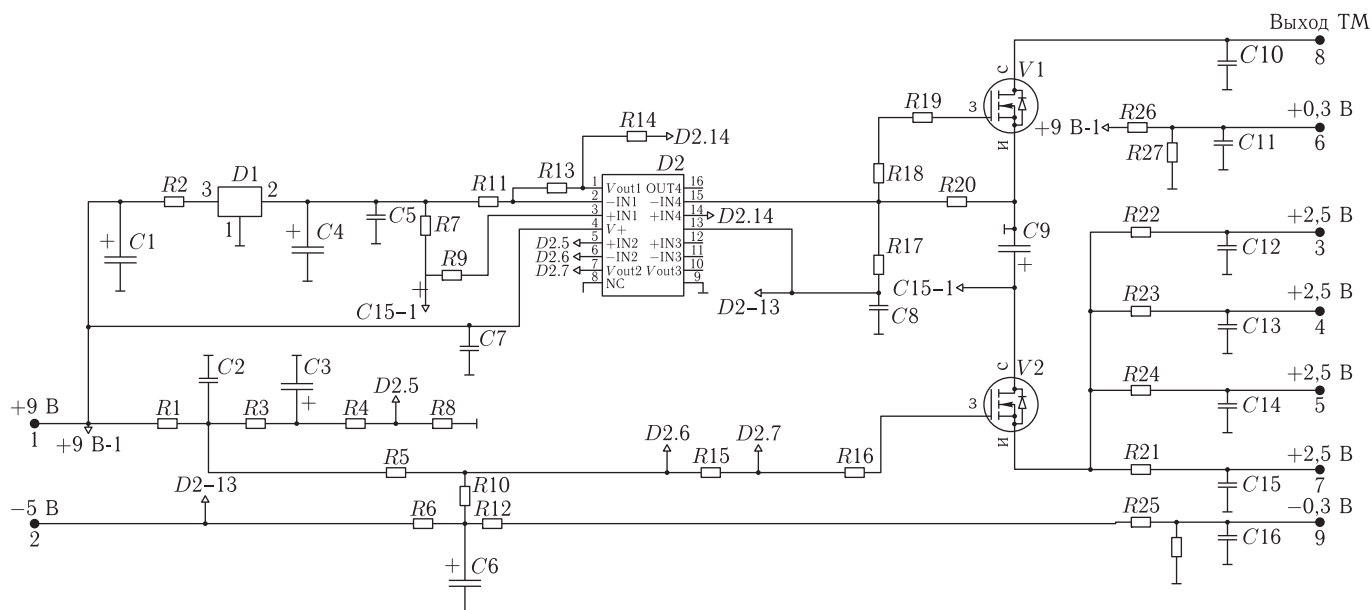 Выход ТМ
8
C10
с
V1
R19
3
и
+9 В-1
R26
+0,3 В
6
R27
C11
R14
D2.14
D2
R13
R11
1
Vout1
OUT4
16
2
−IN1
−IN4
15
3
+IN1
+IN4
14
D2.14
4
V+
13
D2.5
5
+IN2
+IN3
12
D2.6
6
−IN2
−IN3
11
D2.7
7
Vout2
Vout3
10
8
NC
9
D1
R2
3
2
1
+
C1
+
C4
C5
R7
R9
+
C15-1
R18
R20
R17
C9
+
C15-1
D2-13
C8
R22
+2,5 В
3
C12
R23
+2,5 В
4
C13
C7
C2
C3
+
D2.5
+9 В
1
+9 В-1
R1
R3
R4
R8
с
V2
3
и
R24
+2,5 В
5
C14
D2.6
D2.7
R5
R15
R16
R21
+2,5 В
7
C15
D2-13
R10
−5 В
2
R6
R12
R25
−0,3 В
9
C16
+
C6